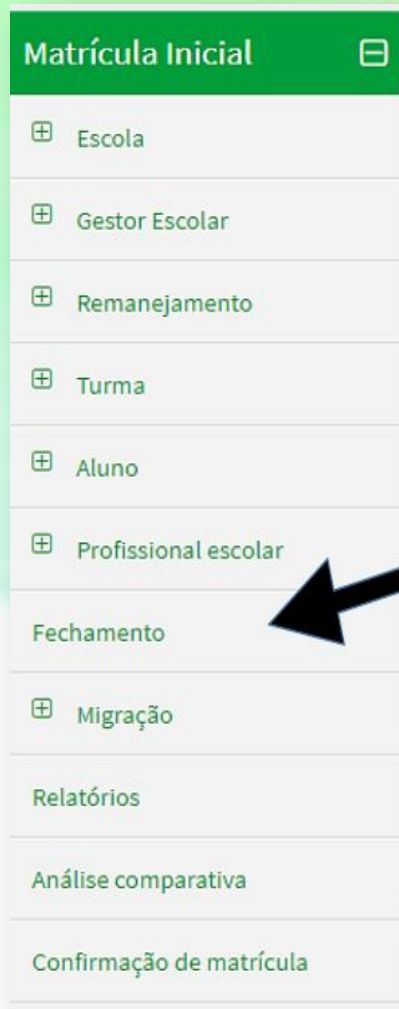 Matrícula Inicial
Escola
Gestor Escolar
Remanejamento
Turma
Aluno
Profissional escolar
Fechamento
Migração
Relatórios
Análise comparativa
Confirmação de matrícula